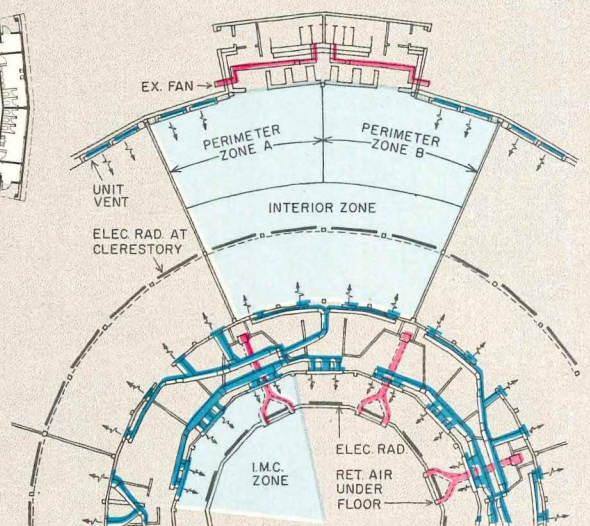 EX. FAN
PERIMETER
ZONE A
PERIMETER
ZONE B
UNIT
VENT
INTERIOR ZONE
ELEC. RAD. AT
CLERESTORY
I.M.C.
ZONE
ELEC. RAD.
RET. AIR
UNDER
FLOOR